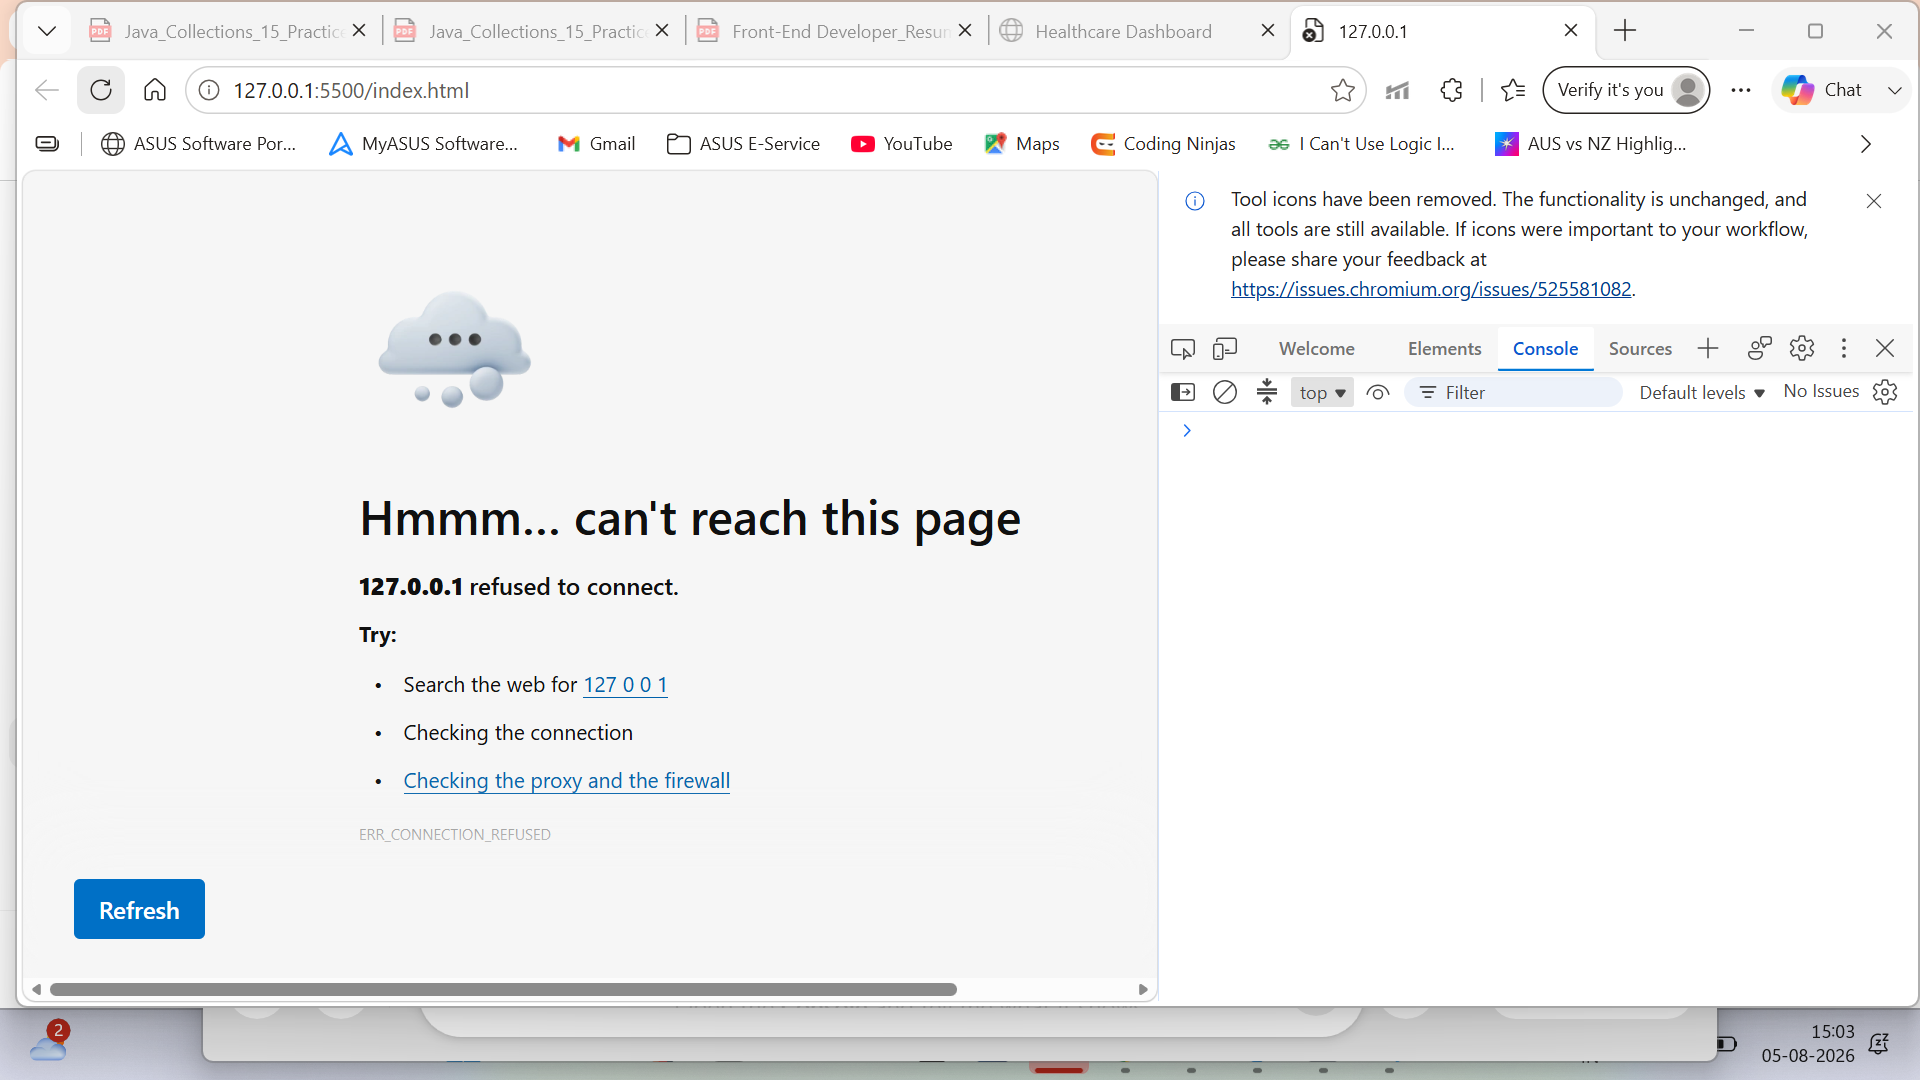 Java_Collections_15_Practice
Java_Collections_15_Practice
Front-End Developer_Resun
Healthcare Dashboard
127.0.0.1
127.0.0.1:5500/index.html
Verify it's you
Chat
ASUS Software Por...
MyASUS Software...
Gmail
ASUS E-Service
YouTube
Maps
Coding Ninjas
I Can't Use Logic I...
AUS vs NZ Highlig...
Hmmm... can't reach this page
127.0.0.1 refused to connect.
Try:
• Search the web for 127 0 0 1
• Checking the connection
• Checking the proxy and the firewall
ERR_CONNECTION_REFUSED
Refresh
Tool icons have been removed. The functionality is unchanged, and
all tools are still available. If icons were important to your workflow,
please share your feedback at
https://issues.chromium.org/issues/525581082.
Welcome
Elements
Console
Sources
top
Filter
Default levels
No Issues
2
15:03
05-08-2026